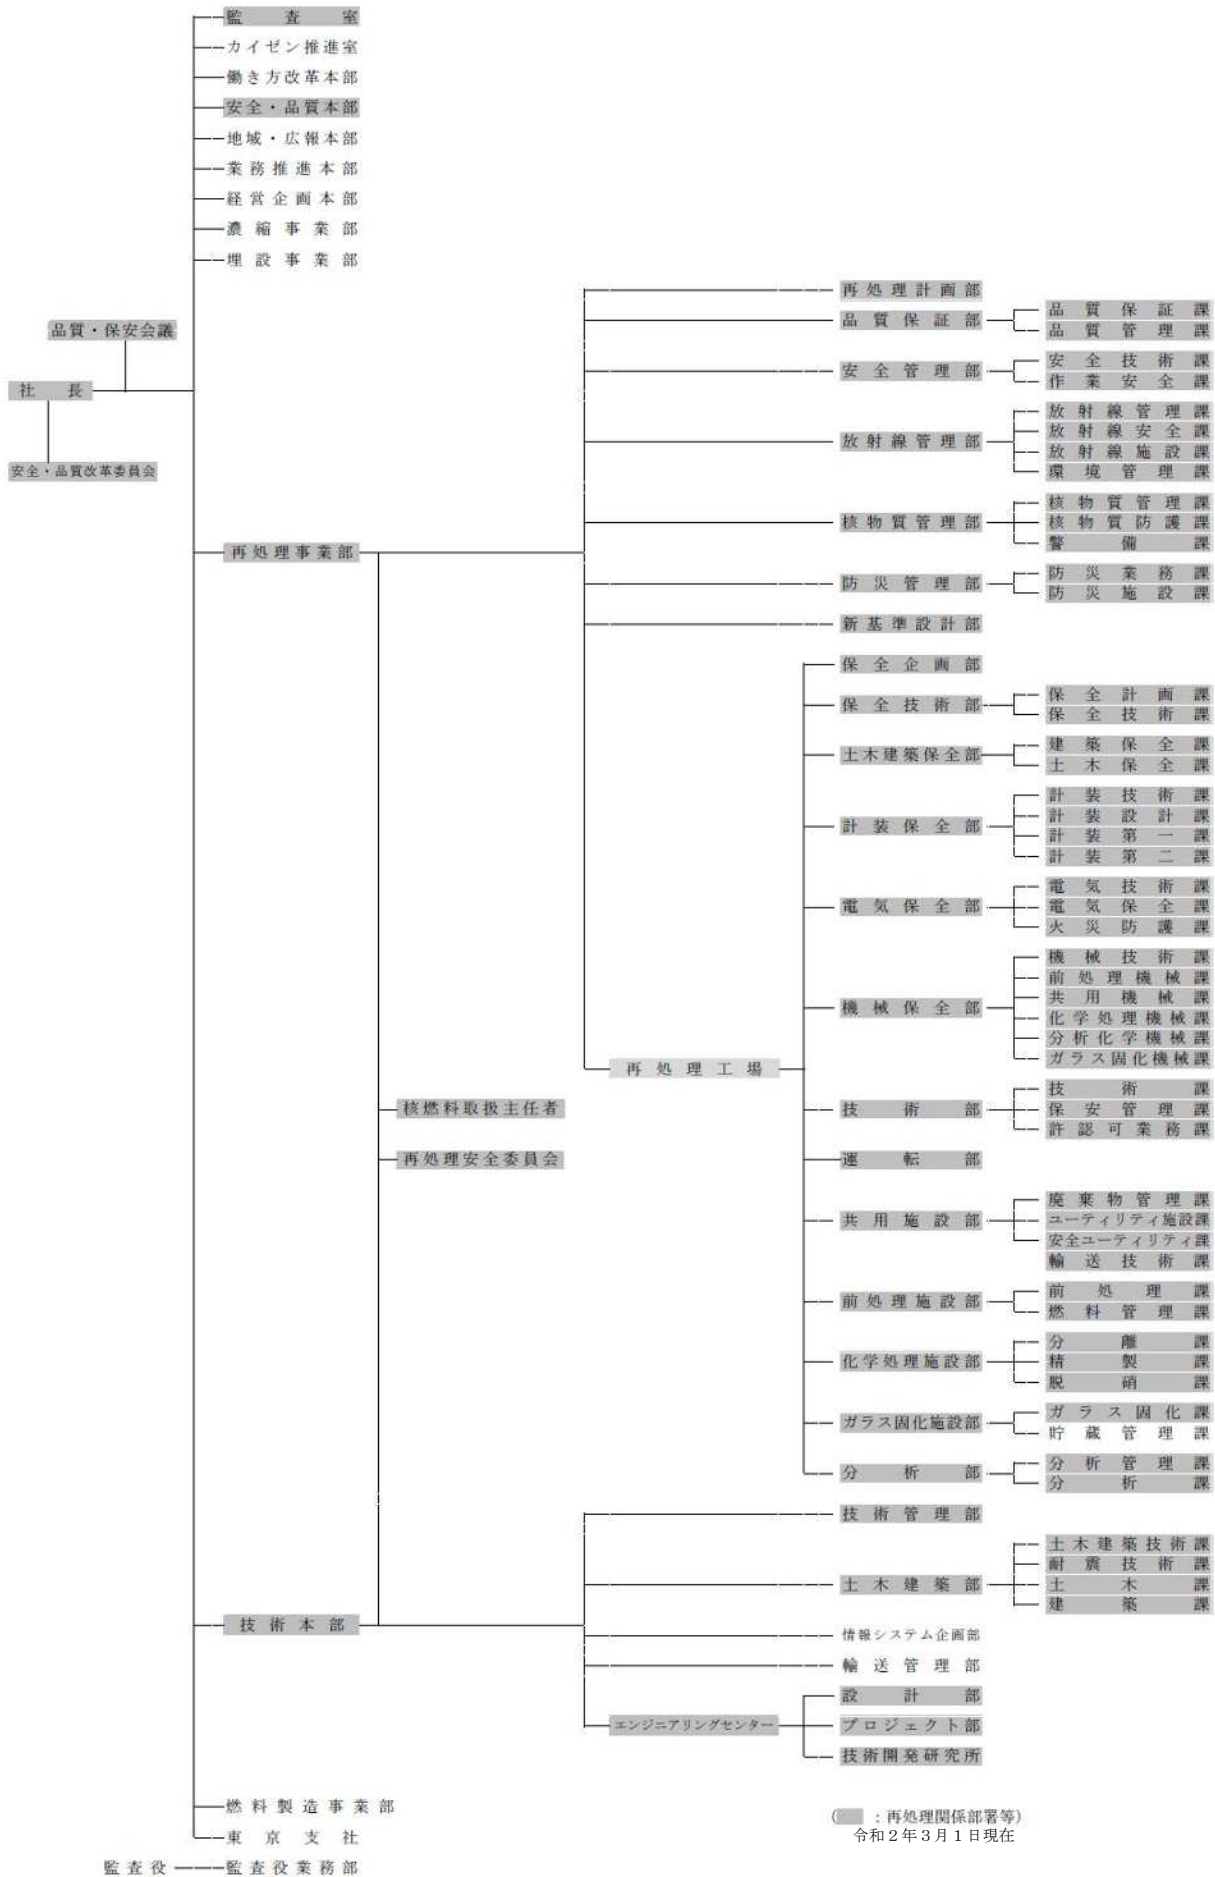 監査室
カイゼン推進室
働き方改革本部
安全・品質本部
地域・広報本部
業務推進本部
経営企画本部
濃縮事業部
埋設事業部
品質・保安会議
社長
安全・品質改革委員会
再処理事業部
再処理計画部
品質保証部
品質保証課
品質管理課
安全管理部
安全技術課
作業安全課
放射線管理部
放射線管理課
放射線安全課
放射線施設課
環境管理課
核物質管理部
核物質管理課
核物質防護課
警備課
防災管理部
防災業務課
防災施設課
新基準設計部
再処理工場
保全企画部
保全技術部
保全計画課
保全技術課
土木建築保全部
建築保全課
土木保全課
計装保全部
計装技術課
計装設計課
計装第一課
計装第二課
電気保全部
電気技術課
電気保全課
火災防護課
機械保全部
機械技術課
前処理機械課
共用機械課
化学処理機械課
分析化学機械課
ガラス固化機械課
技術部
技術課
保安管理課
許認可業務課
運転部
共用施設部
廃棄物管理課
ユーティリティ施設課
安全ユーティリティ課
輸送技術課
前処理施設部
前処理課
燃料管理課
化学処理施設部
分離課
精製課
脱硝課
ガラス固化施設部
ガラス固化課
貯蔵管理課
分析部
分析管理課
分析課
核燃料取扱主任者
再処理安全委員会
技術本部
技術管理部
土木建築部
土木建築技術課
耐震技術課
土木課
建築課
情報システム企画部
輸送管理部
エンジニアリングセンター
設計部
プロジェクト部
技術開発研究所
燃料製造事業部
東京支社
監査役
監査役業務部
( ：再処理関係部署等)
令和２年３月１日現在